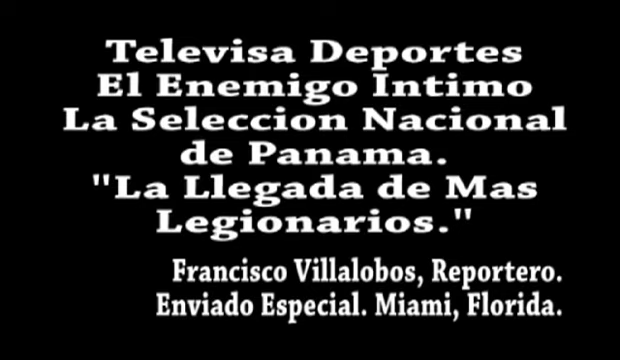 Televisa Deportes
El Enemigo Íntimo
La Seleccion Nacional
de Panama.
"La Llegada de Mas
Legionarios."
Francisco Villalobos, Reportero.
Enviado Especial. Miami, Florida.